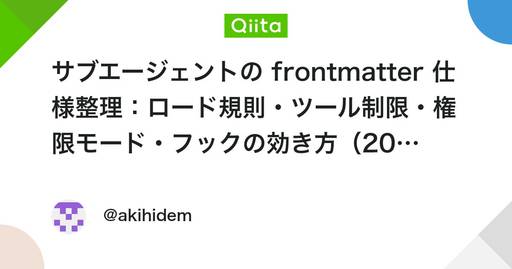 Qiita
サブエージェントの frontmatter 仕
様整理：ロード規則・ツール制限・権
限モード・フックの効き方（20…
@akihidem